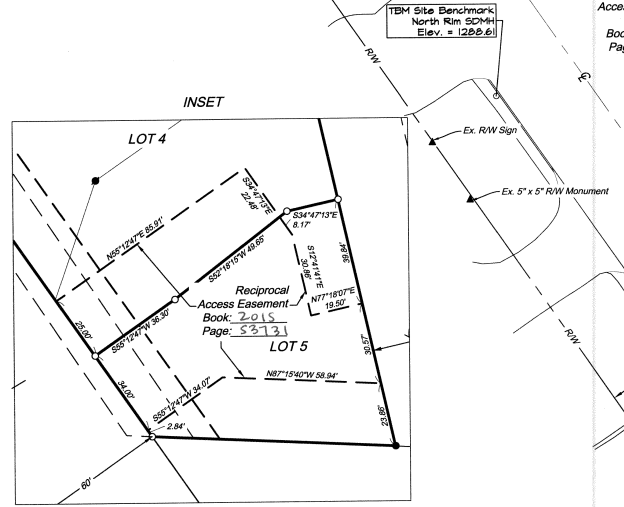 TBM Site Benchmark
North Rim SDMH
Elev. = 1288.61
R/W
INSET
LOT 4
Ex. R/W Sign
Ex. 5" x 5" R/W Monument
N55°12'47"E 85.91'
S34°47'13"E
22.48'
S34°47'13"E
8.17'
S52°18'15"W 49.65'
S12°41'41"E
30.86'
39.84'
Reciprocal
Access Easement
Book: 2015
Page: 53731
N77°18'07"E
19.50'
25.00'
S55°12'47"W 36.30'
LOT 5
30.57'
R/W
34.00'
S55°12'47"W 34.07'
N87°15'40"W 58.94'
23.86'
2.84'
60'